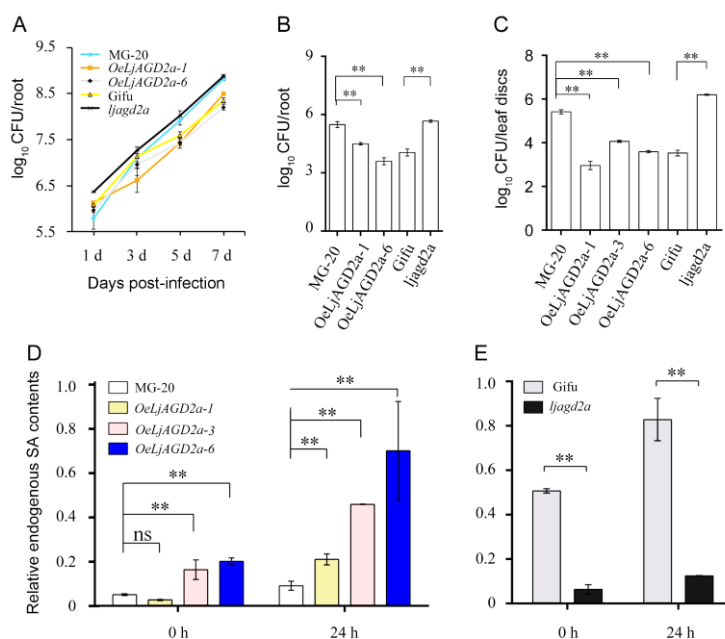 A
9.5
8.5
7.5
6.5
5.5
log10 CFU/root
MG-20
OeLjAGD2a-1
OeLjAGD2a-6
Gifu
ljagd2a
1 d 3 d 5 d 7 d
Days post-infection
B
9
6
3
0
log10 CFU/root
**
**
**
MG-20
OeLjAGD2a-1
OeLjAGD2a-6
Gifu
ljagd2a
C
10
8
6
4
2
0
log10 CFU/leaf discs
**
**
**
**
MG-20
OeLjAGD2a-1
OeLjAGD2a-3
OeLjAGD2a-6
Gifu
ljagd2a
D
1.0
0.8
0.6
0.4
0.2
0
Relative endogenous SA contents
MG-20
OeLjAGD2a-1
OeLjAGD2a-3
OeLjAGD2a-6
**
**
ns
**
**
**
0 h 24 h
E
1.0
0.8
0.6
0.4
0.2
0
Gifu
ljagd2a
**
**
0 h 24 h